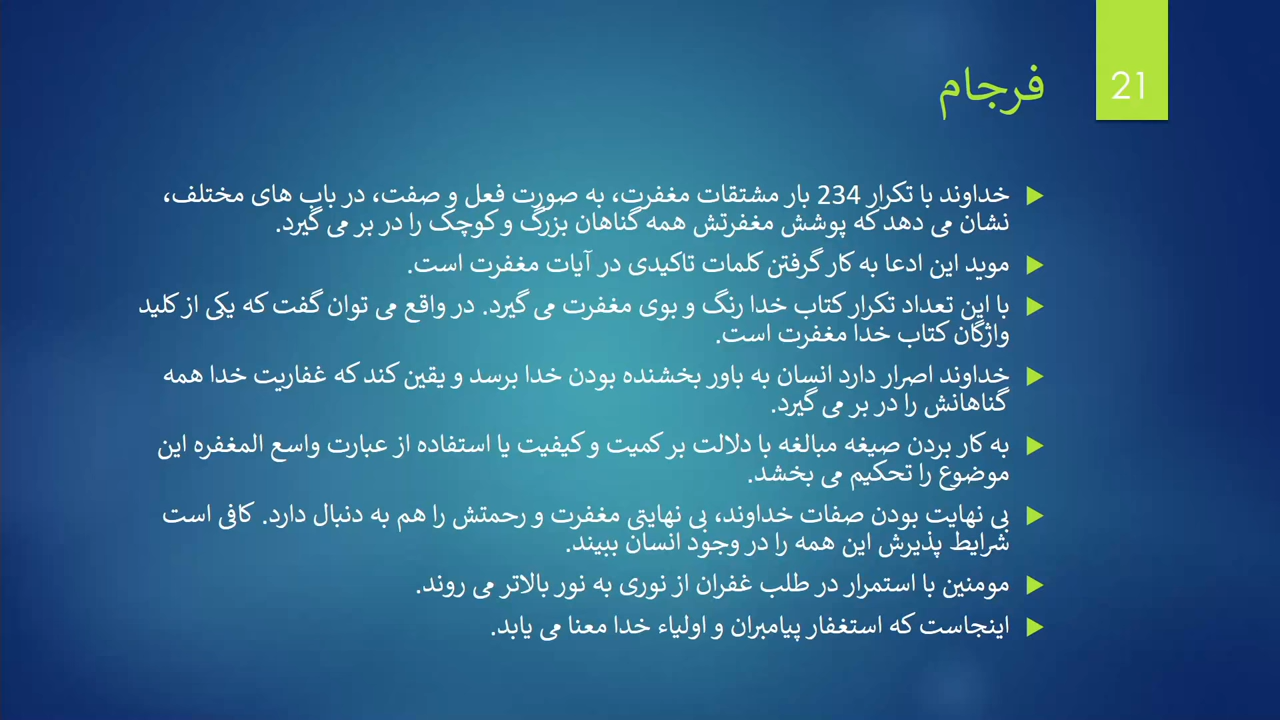 21
فرجام
خداوند با تکرار 234 بار مشتقات مغفرت، به صورت فعل و صفت، در باب های مختلف،
نشان می دهد که پوشش مغفرتش همه گناهان بزرگ و کوچک را در بر می گیرد.
موید این ادعا به کار گرفتن کلمات تاکیدی در آیات مغفرت است.
با این تعداد تکرار کتاب خدا رنگ و بوی مغفرت می گیرد. در واقع می توان گفت که یکی از کلید
واژگان کتاب خدا مغفرت است.
خداوند اصرار دارد انسان به باور بخشنده بودن خدا برسد و یقین کند که غفاریت خدا همه
گناهانش را در بر می گیرد.
به کار بردن صیغه مبالغه با دلالت بر کمیت و کیفیت یا استفاده از عبارت واسع المغفره این
موضوع را تحکیم می بخشد.
بی نهایت بودن صفات خداوند، بی نهایتی مغفرت و رحمتش را هم به دنبال دارد. کافی است
شرایط پذیرش این همه را در وجود انسان ببیند.
مومنین با استمرار در طلب غفران از نوری به نور بالاتر می روند.
اینجاست که استغفار پیامبران و اولیاء خدا معنا می یابد.